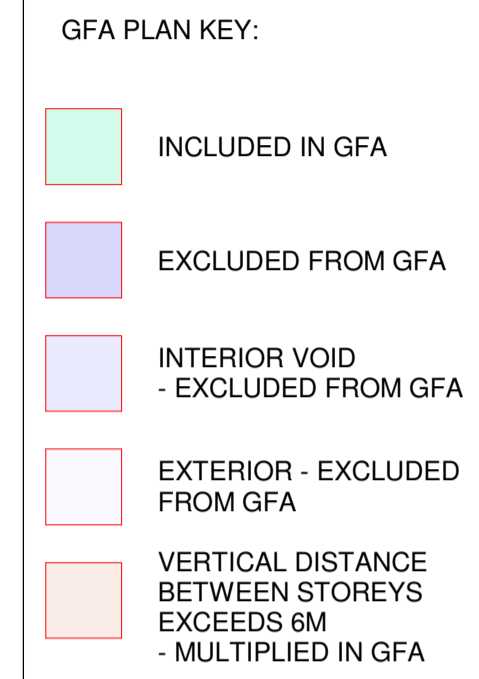 GFA PLAN KEY:
INCLUDED IN GFA
EXCLUDED FROM GFA
INTERIOR VOID
- EXCLUDED FROM GFA
EXTERIOR - EXCLUDED
FROM GFA
VERTICAL DISTANCE
BETWEEN STOREYS
EXCEEDS 6M
- MULTIPLIED IN GFA